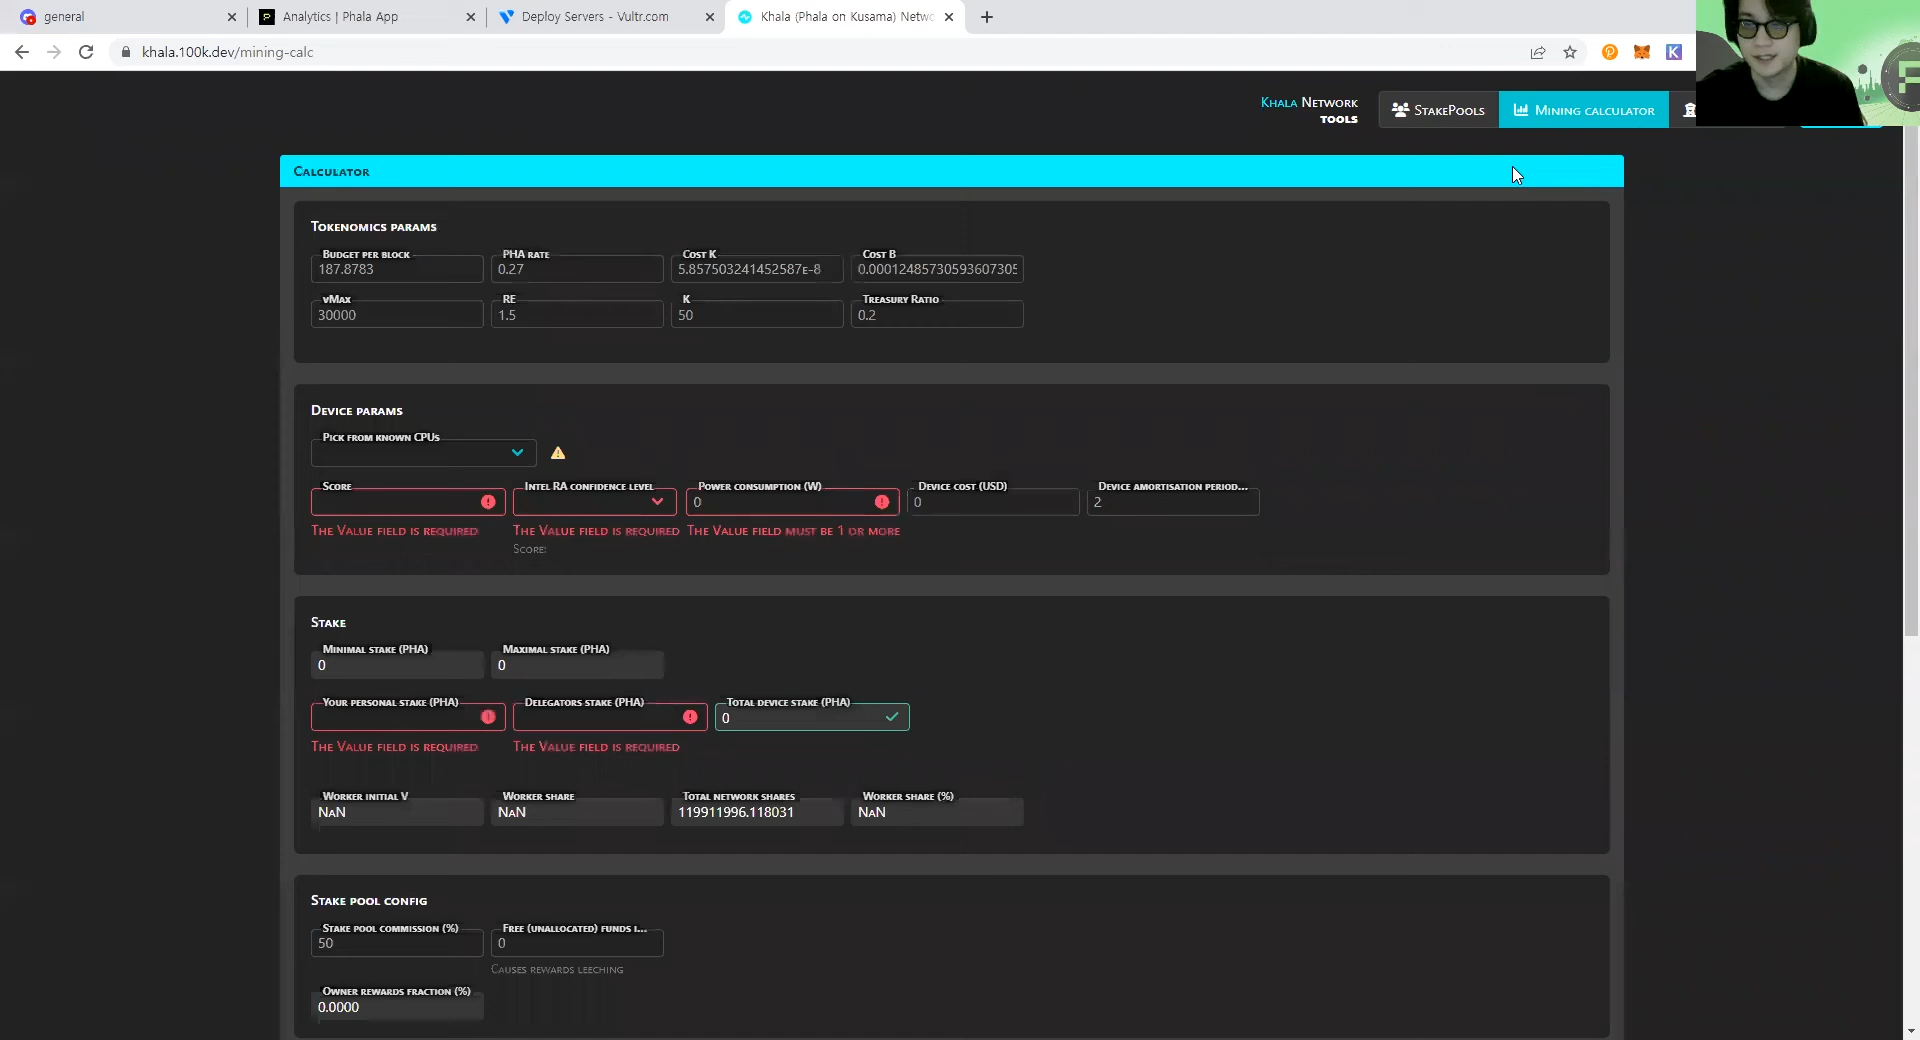 general
Analytics | Phala App
Deploy Servers - Vultr.com
Khala (Phala on Kusama) Netwo
khala.100k.dev/mining-calc
Khala Network
TOOLS
StakePools
Mining calculator
Calculator
Tokenomics params
Budget per block
PHA rate
Cost K
Cost B
187.8783
0.27
5.857503241452587e-8
0.00012485730593607305
vMax
RE
K
Treasury Ratio
30000
1.5
50
0.2
Device params
Pick from known CPUs
Score
Intel RA confidence level
Power consumption (W)
Device cost (USD)
Device amortisation period...
0
0
2
The Value field is required
The Value field is required
The Value field must be 1 or more
Score:
Stake
Minimal stake (PHA)
Maximal stake (PHA)
0
0
Your personal stake (PHA)
Delegators stake (PHA)
Total device stake (PHA)
0
The Value field is required
The Value field is required
Worker initial V
Worker share
Total network shares
Worker share (%)
NaN
NaN
119911996.118031
NaN
Stake pool config
Stake pool commission (%)
Free (unallocated) funds i...
50
0
Causes rewards leeching
Owner rewards fraction (%)
0.0000